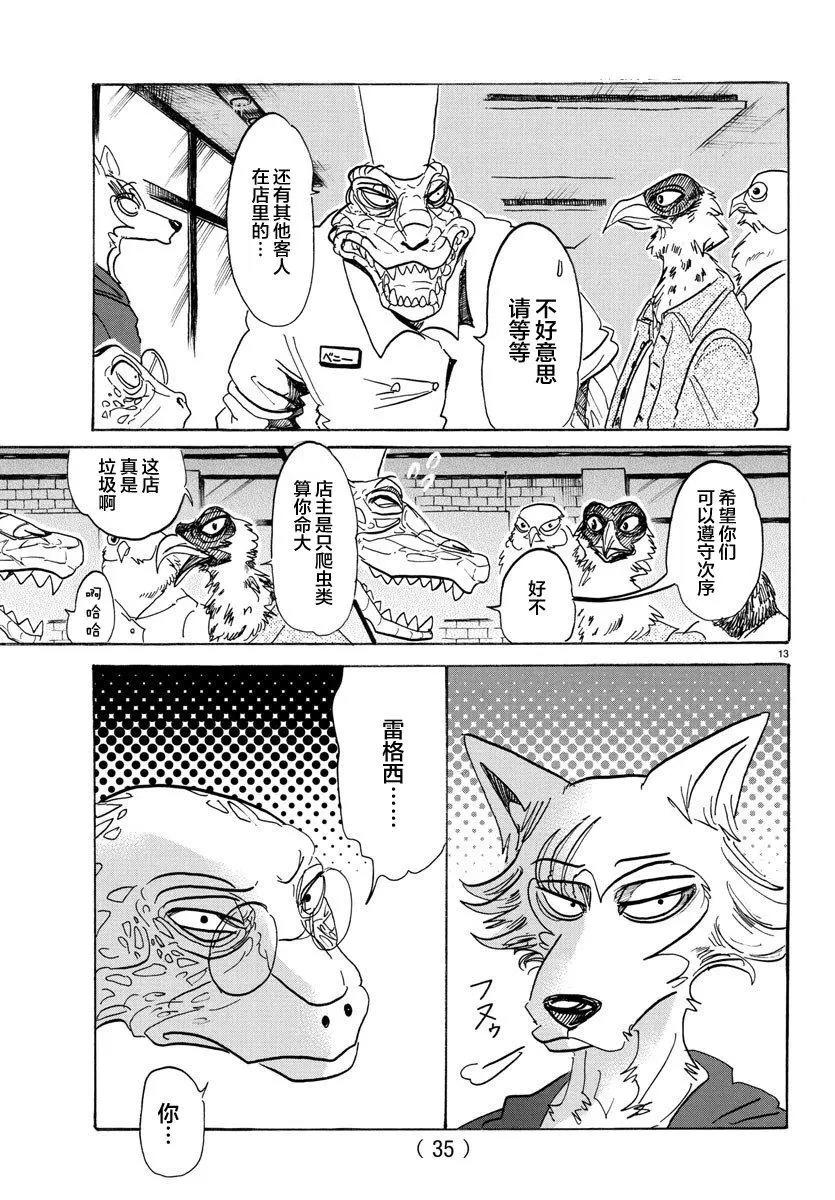 不好意思
请等等
还有其他客人
在店里的…
ベニー
希望你们
可以遵守次序
好不
店主是只爬虫类
算你命大
这店
真是
垃圾啊
啊哈哈
13
雷格西……
フヌゥ
你…
( 35 )